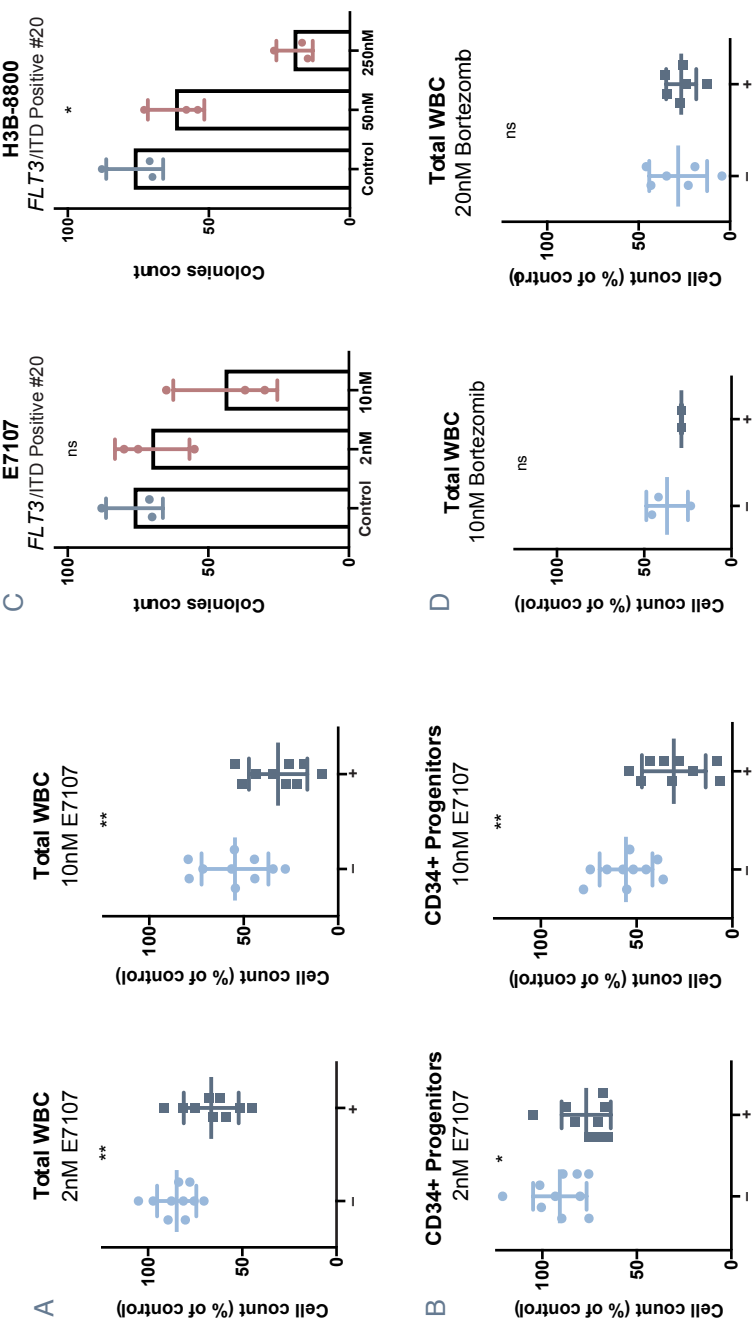 A
Total WBC
2nM E7107
**
Cell count (% of control)
100
50
0
–
+
Total WBC
10nM E7107
**
Cell count (% of control)
100
50
0
–
+
B
CD34+ Progenitors
2nM E7107
*
Cell count (% of control)
100
50
0
–
+
CD34+ Progenitors
10nM E7107
**
Cell count (% of control)
100
50
0
–
+
C
E7107
FLT3/ITD Positive #20
ns
Colonies count
100
50
0
Control
2nM
10nM
H3B-8800
FLT3/ITD Positive #20
*
Colonies count
100
50
0
Control
50nM
250nM
D
Total WBC
10nM Bortezomib
ns
Cell count (% of control)
100
50
0
–
+
Total WBC
20nM Bortezomb
ns
Cell count (% of control)
100
50
0
–
+